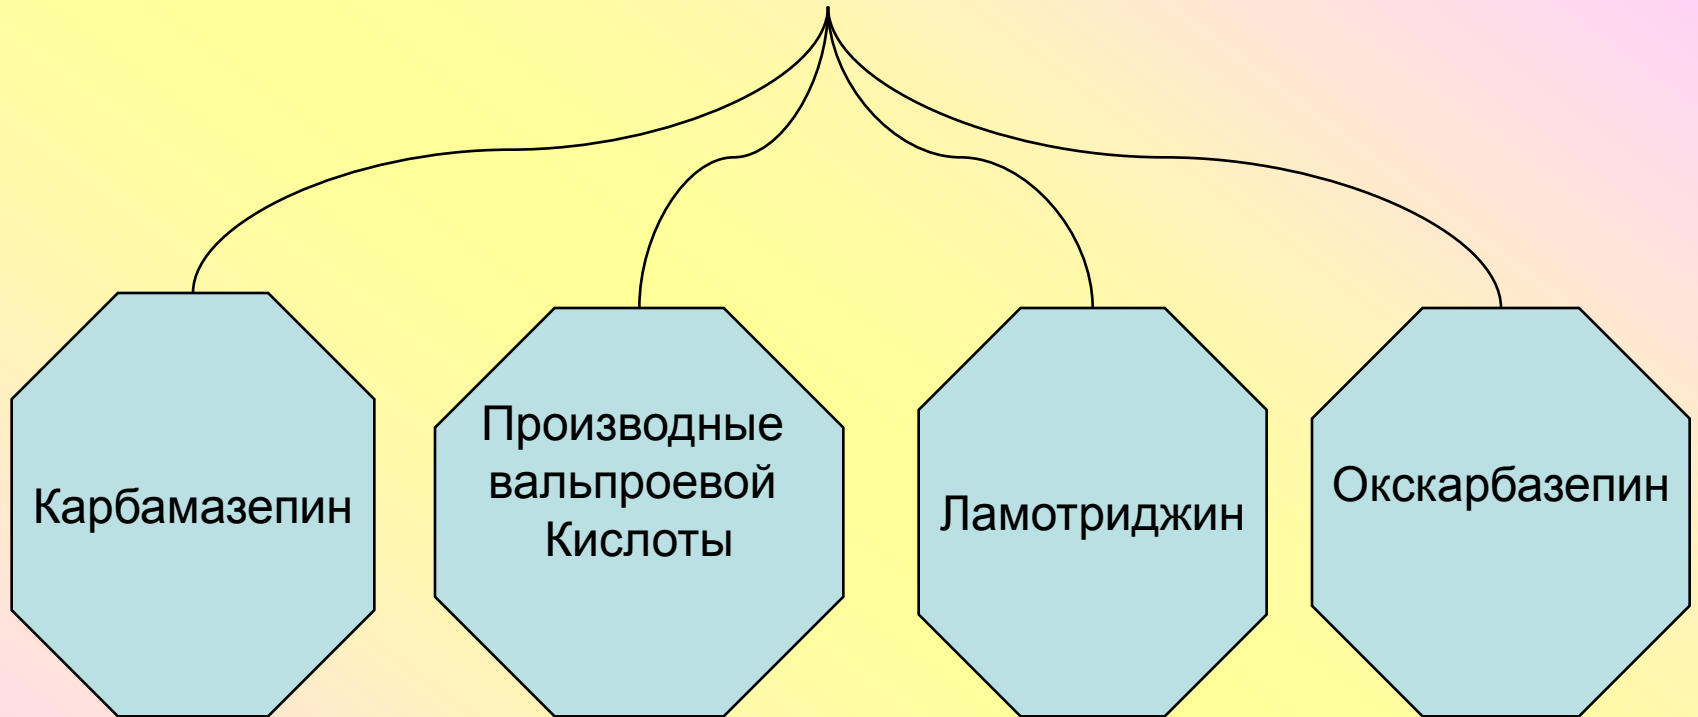 Карбамазепин
Производные
вальпроевой
Кислоты
Ламотриджин
Окскарбазепин